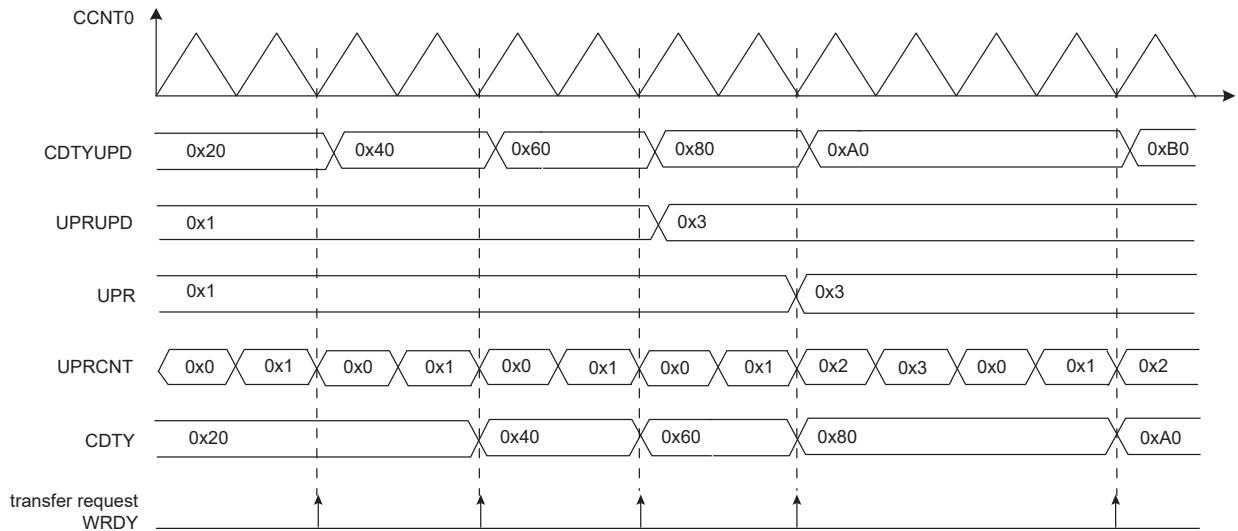 CCNT0
CDTYUPD 0x20 0x40 0x60 0x80 0xA0 0xB0
UPRUPD 0x1 0x3
UPR 0x1 0x3
UPRCNT 0x0 0x1 0x0 0x1 0x0 0x1 0x0 0x1 0x2 0x3 0x0 0x1 0x2
CDTY 0x20 0x40 0x60 0x80 0xA0
transfer request
WRDY